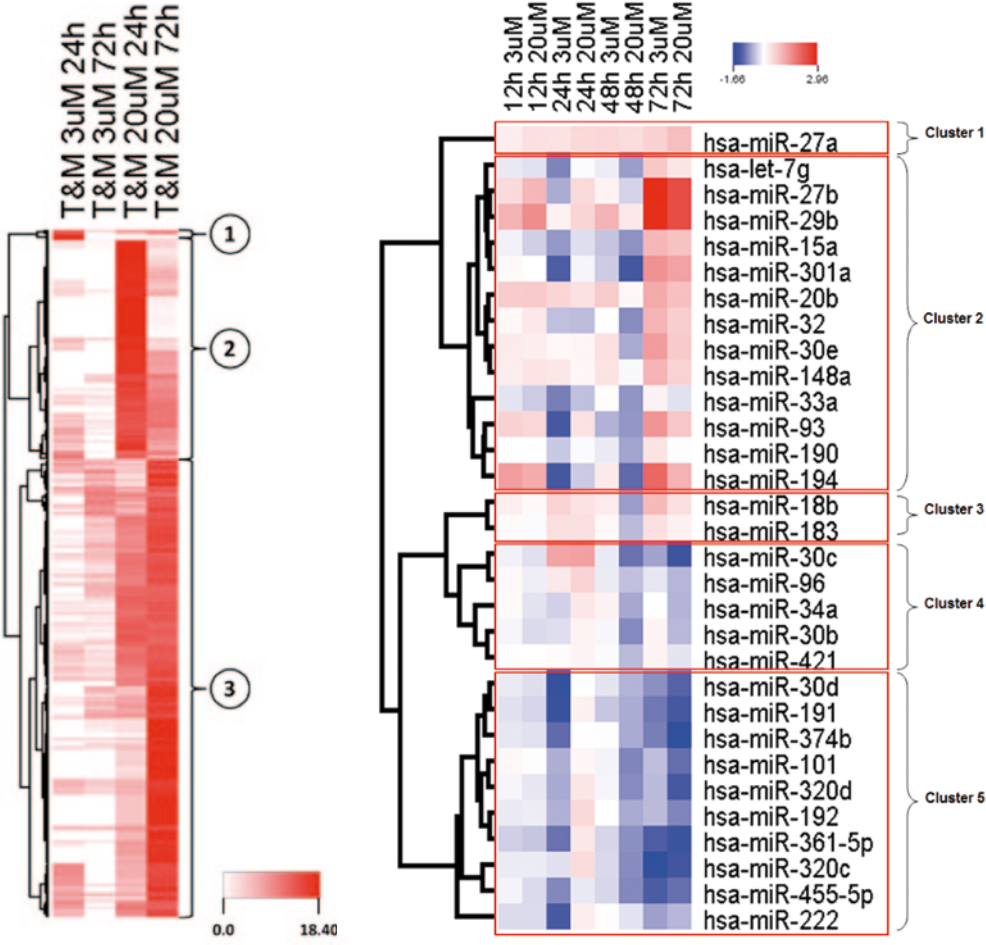 T&M 3uM 24h
T&M 3uM 72h
T&M 20uM 24h
T&M 20uM 72h
1
2
3
0.0
18.40
12h 3uM
12h 20uM
24h 3uM
24h 20uM
48h 3uM
48h 20uM
72h 3uM
72h 20uM
-1.66
2.96
hsa-miR-27a
Cluster 1
hsa-let-7g
hsa-miR-27b
hsa-miR-29b
hsa-miR-15a
hsa-miR-301a
hsa-miR-20b
hsa-miR-32
hsa-miR-30e
hsa-miR-148a
hsa-miR-33a
hsa-miR-93
hsa-miR-190
hsa-miR-194
Cluster 2
hsa-miR-18b
hsa-miR-183
Cluster 3
hsa-miR-30c
hsa-miR-96
hsa-miR-34a
hsa-miR-30b
hsa-miR-421
Cluster 4
hsa-miR-30d
hsa-miR-191
hsa-miR-374b
hsa-miR-101
hsa-miR-320d
hsa-miR-192
hsa-miR-361-5p
hsa-miR-320c
hsa-miR-455-5p
hsa-miR-222
Cluster 5